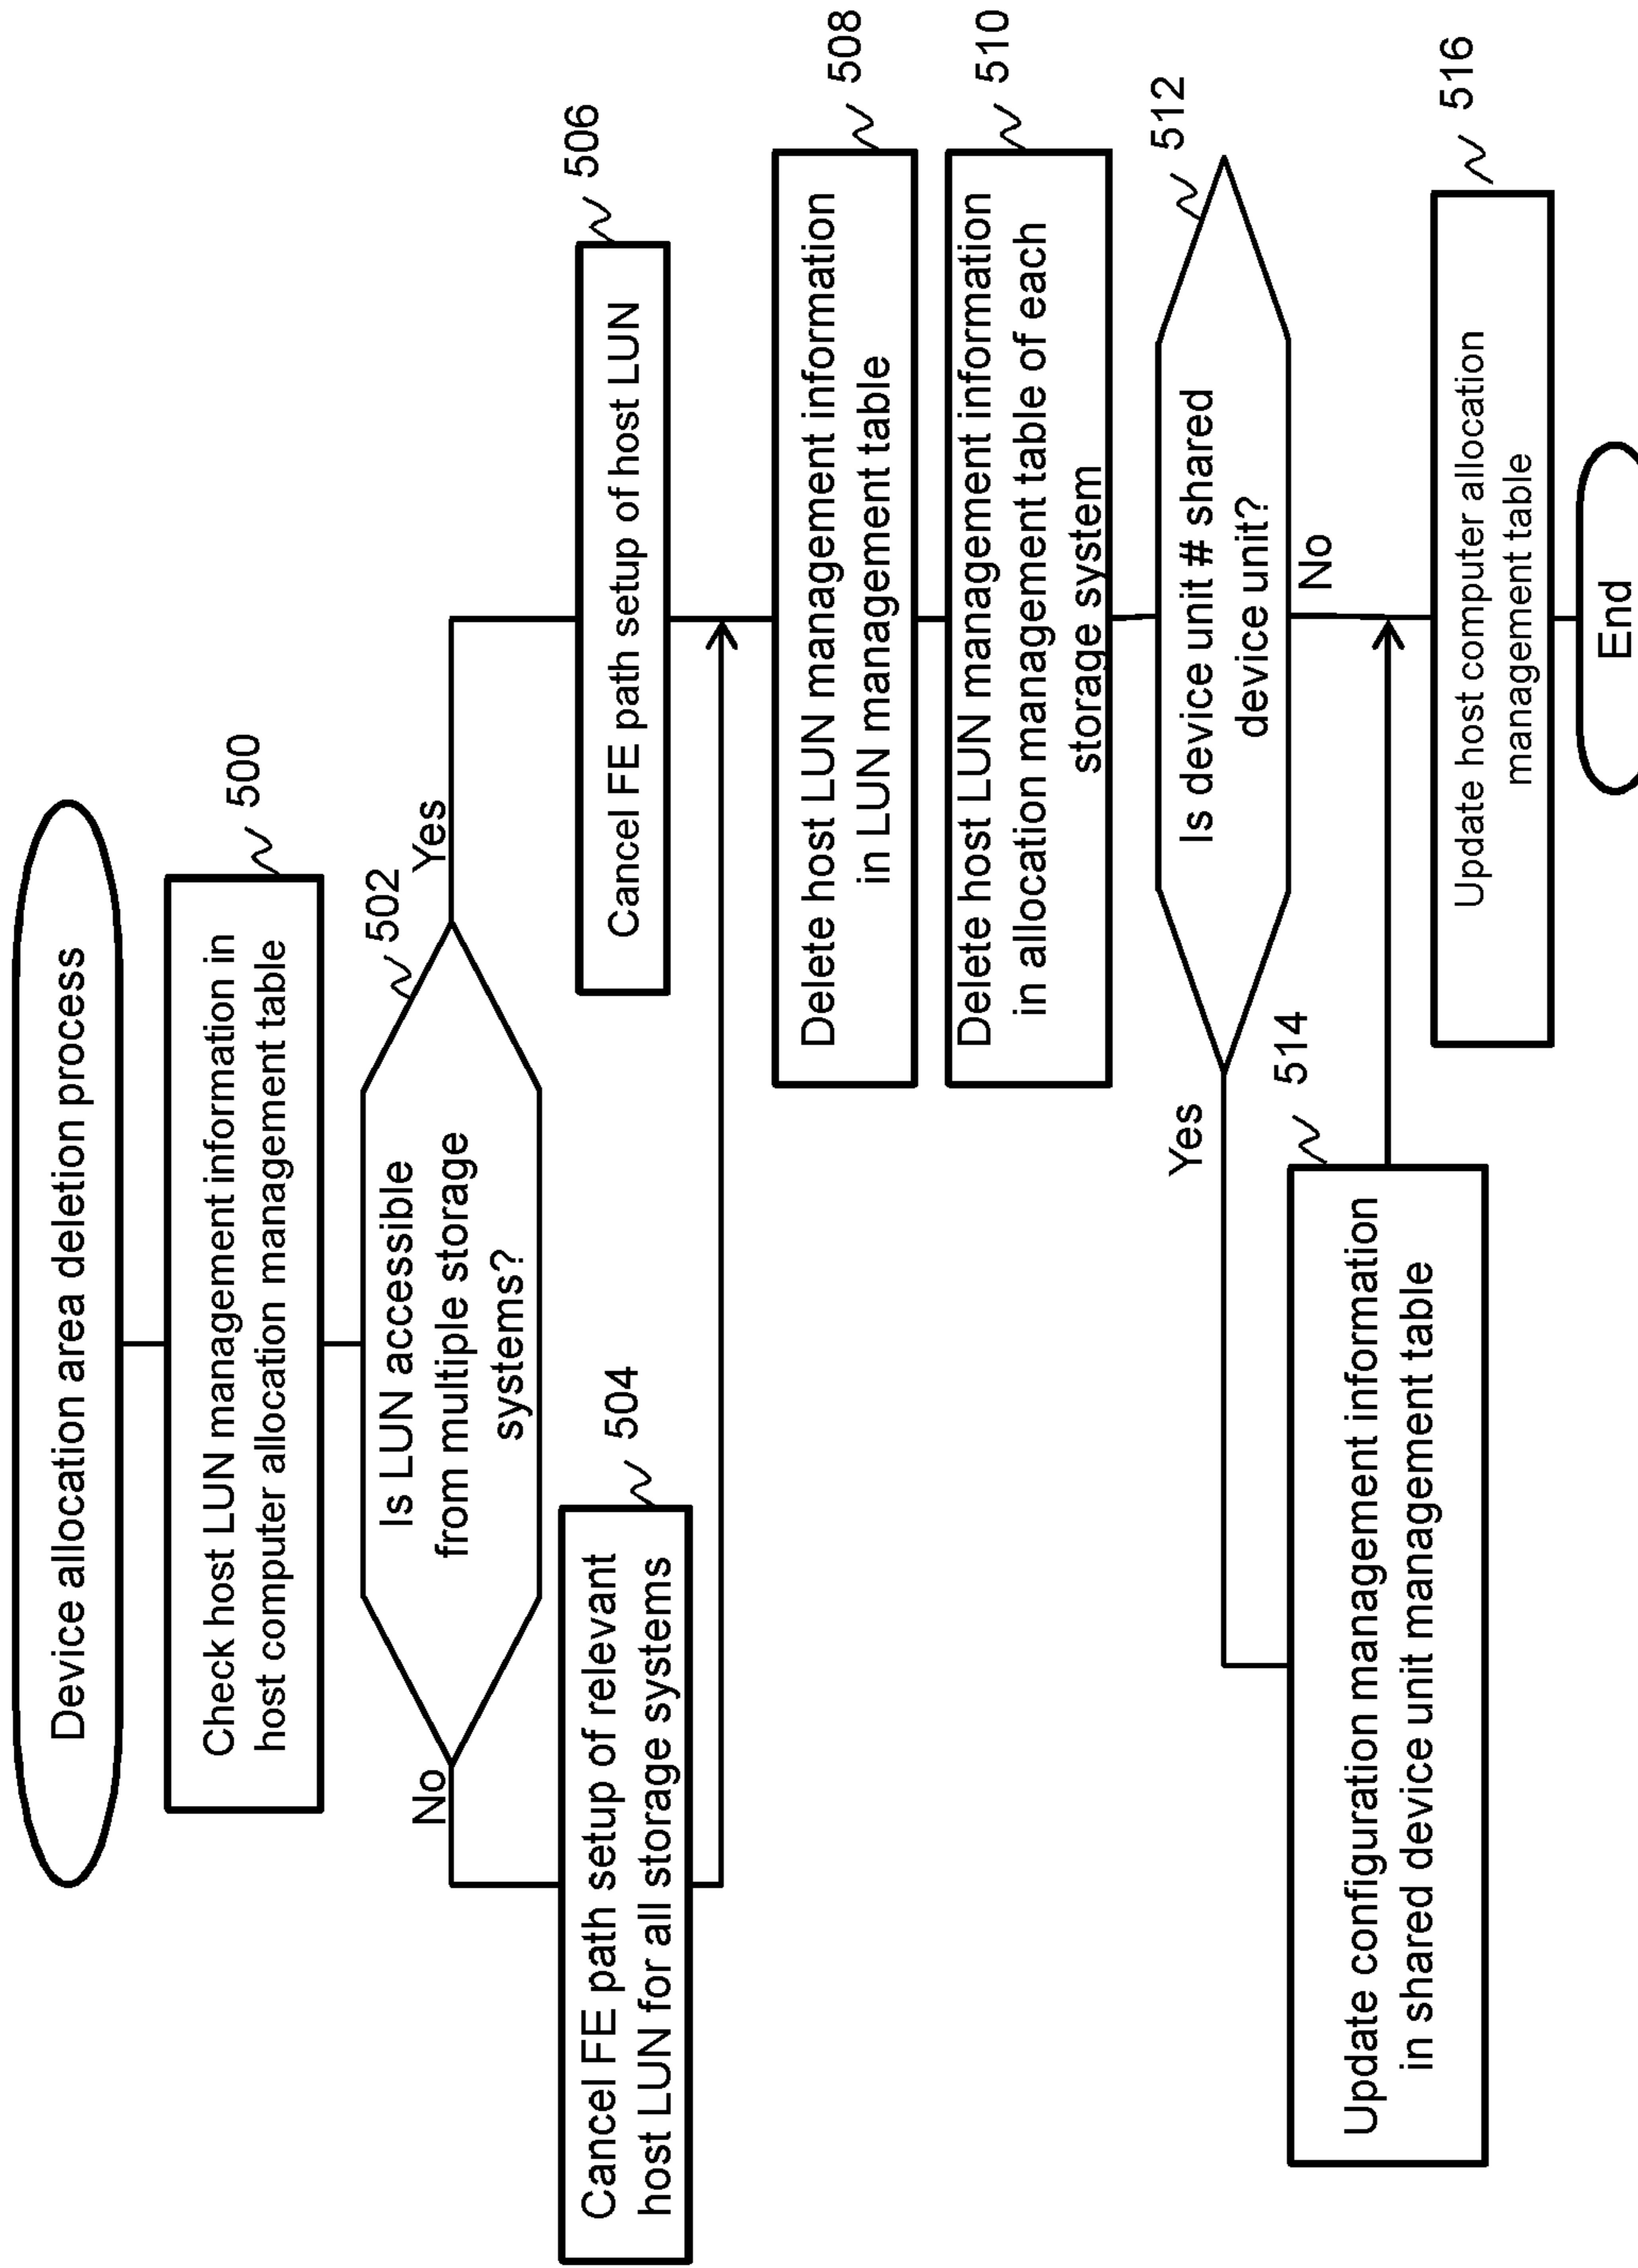 Device allocation area deletion process
Check host LUN management information in
host computer allocation management table
500
Is LUN accessible
from multiple storage
systems?
502
Yes
No
Cancel FE path setup of relevant
host LUN for all storage systems
504
Cancel FE path setup of host LUN
506
Delete host LUN management information
in LUN management table
508
Delete host LUN management information
in allocation management table of each
storage system
510
Is device unit # shared
device unit?
512
Yes
No
Update configuration management information
in shared device unit management table
514
Update host computer allocation
management table
516
End